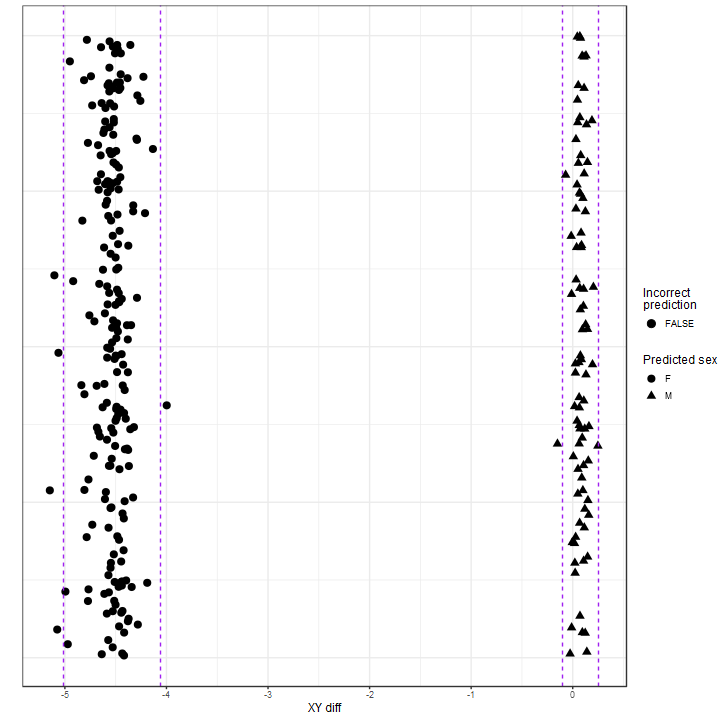 Incorrect
prediction
FALSE
Predicted sex
F
M
-5 -4 -3 -2 -1 0
XY diff